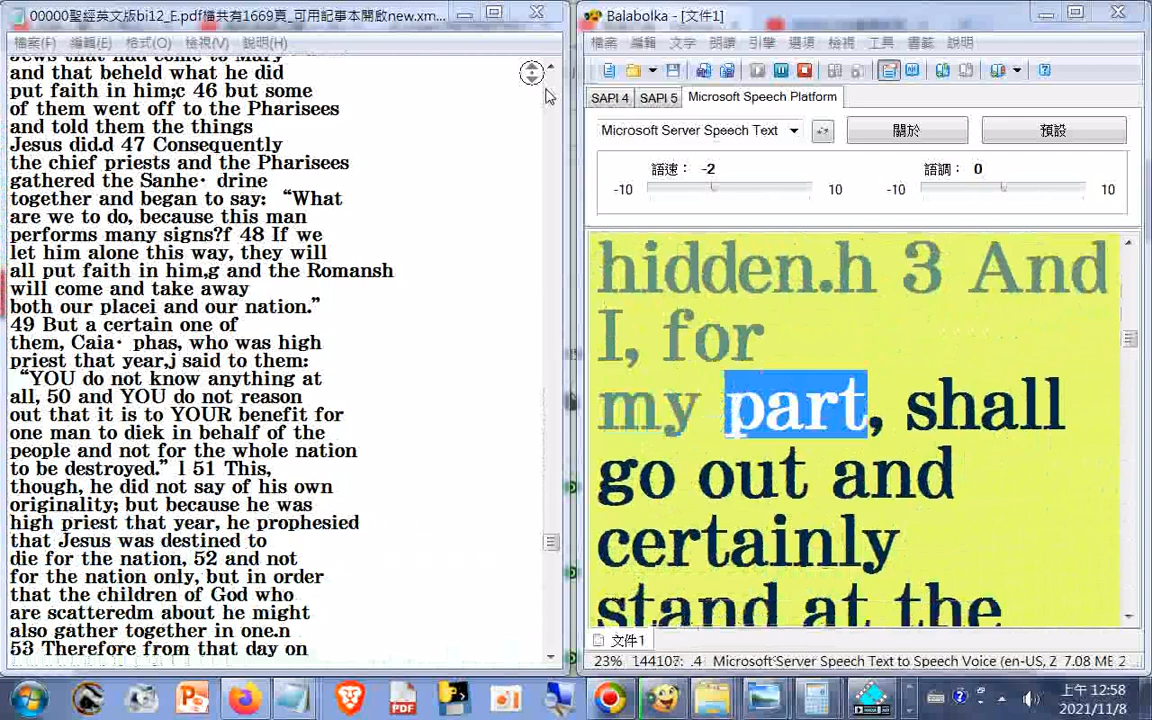 00000聖經英文版bi12_E.pdf檔共有1669頁_可用記事本開啟new.xm...
檔案(F) 編輯(E) 格式(O) 檢視(V) 說明(H)
Jews that had come to Mary
and that beheld what he did
put faith in him;c 46 but some
of them went off to the Pharisees
and told them the things
Jesus did.d 47 Consequently
the chief priests and the Pharisees
gathered the Sanhe· drine
together and began to say: “What
are we to do, because this man
performs many signs?f 48 If we
let him alone this way, they will
all put faith in him,g and the Romansh
will come and take away
both our placei and our nation.”
49 But a certain one of
them, Caia· phas, who was high
priest that year,j said to them:
“YOU do not know anything at
all, 50 and YOU do not reason
out that it is to YOUR benefit for
one man to diek in behalf of the
people and not for the whole nation
to be destroyed.” l 51 This,
though, he did not say of his own
originality; but because he was
high priest that year, he prophesied
that Jesus was destined to
die for the nation, 52 and not
for the nation only, but in order
that the children of God who
are scatteredm about he might
also gather together in one.n
53 Therefore from that day on
Balabolka - [文件1]
檔案 編輯 文字 朗讀 引擎 選項 檢視 工具 書籤 說明
SAPI 4 SAPI 5 Microsoft Speech Platform
Microsoft Server Speech Text 關於 預設
語速： -2 語調： 0
-10 10 -10 10
hidden.h 3 And
I, for
my part, shall
go out and
certainly
stand at the
文件1
23% 144107: .4 Microsoft Server Speech Text to Speech Voice (en-US, Z 7.08 MB 2
PDF
上午 12:58
2021/11/8